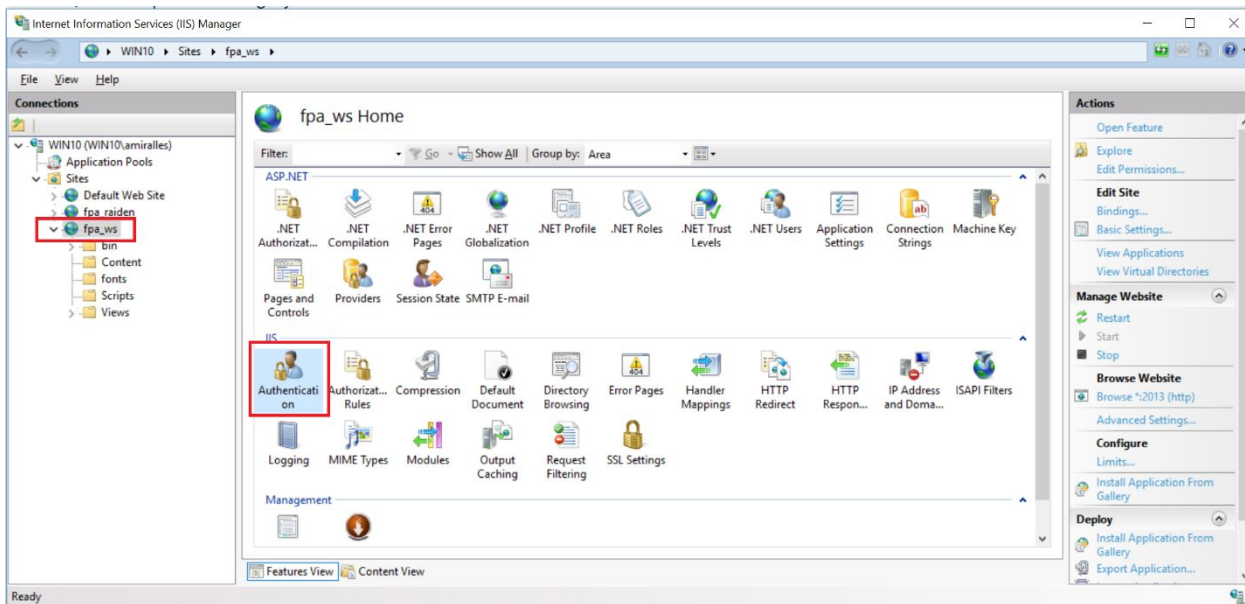 Internet Information Services (IIS) Manager
WIN10 Sites fpa_ws
File View Help
Connections
WIN10 (WIN10\amiralles)
Application Pools
Sites
Default Web Site
fpa_raiden
fpa_ws
bin
Content
fonts
Scripts
Views
fpa_ws Home
Filter: Go Show All Group by: Area
ASP.NET
.NET Authorizat...
.NET Compilation
.NET Error Pages
.NET Globalization
.NET Profile
.NET Roles
.NET Trust Levels
.NET Users
Application Settings
Connection Strings
Machine Key
Pages and Controls
Providers
Session State
SMTP E-mail
IIS
Authenticati
on
Authorizat... Rules
Compression
Default Document
Directory Browsing
Error Pages
Handler Mappings
HTTP Redirect
HTTP Respon...
IP Address and Doma...
ISAPI Filters
Logging
MIME Types
Modules
Output Caching
Request Filtering
SSL Settings
Management
Features View Content View
Actions
Open Feature
Explore
Edit Permissions...
Edit Site
Bindings...
Basic Settings...
View Applications
View Virtual Directories
Manage Website
Restart
Start
Stop
Browse Website
Browse *:2013 (http)
Advanced Settings...
Configure
Limits...
Install Application From
Gallery
Deploy
Install Application From
Gallery
Export Application...
Ready